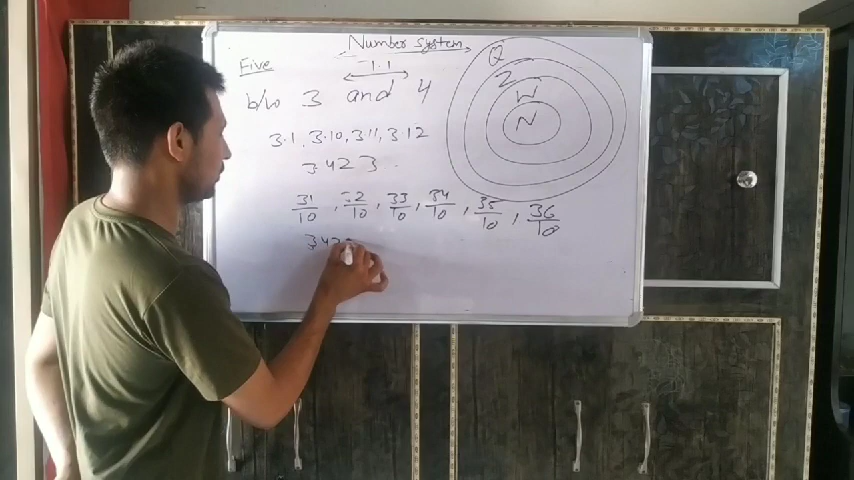 Number system
Five
-1.1
b/w 3 and 4
3.1, 3.10, 3.11, 3.12
3.423..
31/10, 32/10, 33/10, 34/10, 35/10, 36/10
342
Q
Z
W
N